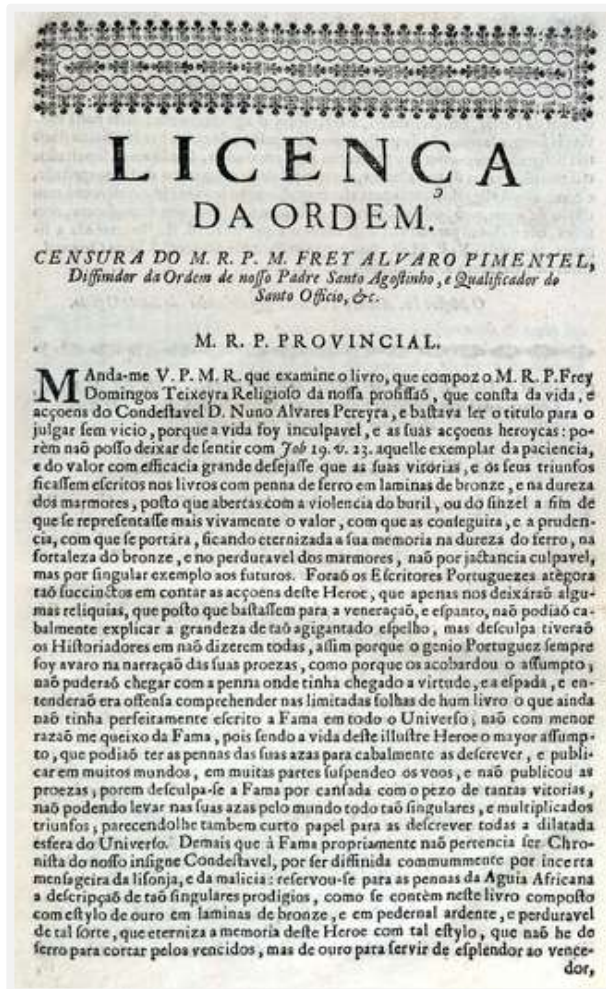 LICENÇA
DA ORDEM.
CENSURA DO M. R. P. M. FREY ALVARO PIMENTEL,
Diffinidor da Ordem de noſſo Padre Santo Agoſtinho, e Qualificador do
Santo Officio, &c.
M. R. P. PROVINCIAL.
MAnda-me V. P. M. R. que examine o livro, que compoz o M. R. P. Frey
Domingos Teixeyra Religioſo da noſſa profiſſaõ, que conſta da vida, e
acçoens do Condeſtavel D. Nuno Alvares Pereyra, e baſtava ler o titulo para o
julgar ſem vicio, porque a vida foy inculpavel, e as ſuas acçoens heroycas: po-
rèm naõ poſſo deixar de ſentir com Job 19. v. 23. aquelle exemplar da paciencia,
e do valor com efficacia grande deſejaſſe que as ſuas vitorias, e os ſeus triunfos
ficaſſem eſcritos nos livros com penna de ferro em laminas de bronze, e na dureza
dos marmores, poſto que abertas com a violencia do buril, ou do ſinzel a fim de
que ſe repreſentaſſe mais vivamente o valor, com que as conſeguira, e a pruden-
cia, com que ſe portára, ficando eternizada a ſua memoria na dureza do ferro, na
fortaleza do bronze, e no perduravel dos marmores, naõ por jactancia culpavel,
mas por ſingular exemplo aos futuros. Foraõ os Eſcritores Portuguezes atègora
taõ ſuccinctos em contar as acçoens deſte Heroe, que apenas nos deixáraõ algu-
mas reliquias, que poſto que baſtaſſem para a veneraçaõ, e eſpanto, naõ podiaõ ca-
balmente explicar a grandeza de taõ agigantado eſpelho, mas deſculpa tiveraõ
os Hiſtoriadores em naõ dizerem todas, aſſim porque o genio Portuguez ſempre
foy avaro na narraçaõ das ſuas proezas, como porque os acobardou o aſſumpto;
naõ puderaõ chegar com a penna onde tinha chegado a virtude, e a eſpada, e en-
tenderaõ era offenſa comprehender nas limitadas folhas de hum livro o que ainda
naõ tinha perfeitamente eſcrito a Fama em todo o Univerſo; naõ com menor
razaõ me queixo da Fama, pois ſendo a vida deſte illuſtre Heroe o mayor aſſump-
to, que podiaõ ter as pennas das ſuas azas para cabalmente as deſcrever, e publi-
car em muitos mundos, em muitas partes ſuſpendeo os voos, e naõ publicou as
proezas; porem deſculpa-ſe a Fama por canſada com o pezo de tantas vitorias,
naõ podendo levar nas ſuas azas pelo mundo todo taõ ſingulares, e multiplicados
triunfos, parecendolhe tambem curto papel para as deſcrever todas a dilatada
esfera do Univerſo. Demais que à Fama propriamente naõ pertencia ſer Chro-
niſta do noſſo inſigne Condeſtavel, por ſer diffinida commummente por incerta
menſageira da liſonja, e da malicia: reſervou-ſe para as pennas da Aguia Africana
a deſcripçaõ de taõ ſingulares prodigios, como ſe contèm neſte livro compoſto
com eſtylo de ouro em laminas de bronze, e em pedernal ardente, e perduravel
de tal ſorte, que eterniza a memoria deſte Heroe com tal eſtylo, que naõ he de
ferro para cortar pelos vencidos, mas de ouro para ſervir de eſplendor ao vence-
dor,